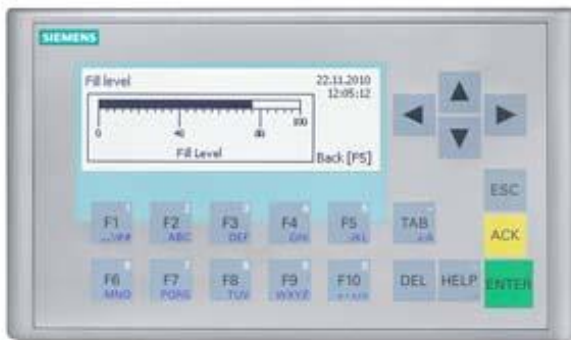 SIEMENS
Fill level 22.11.2010
12:05:12
0 40 80 100
Fill Level
Back [F5]
ESC
F1 F2 F3 F4 F5 TAB
ABC DEF GHI JKL
ACK
F6 F7 F8 F9 F10 DEL HELP ENTER
MNO PQRS TUV WXYZ